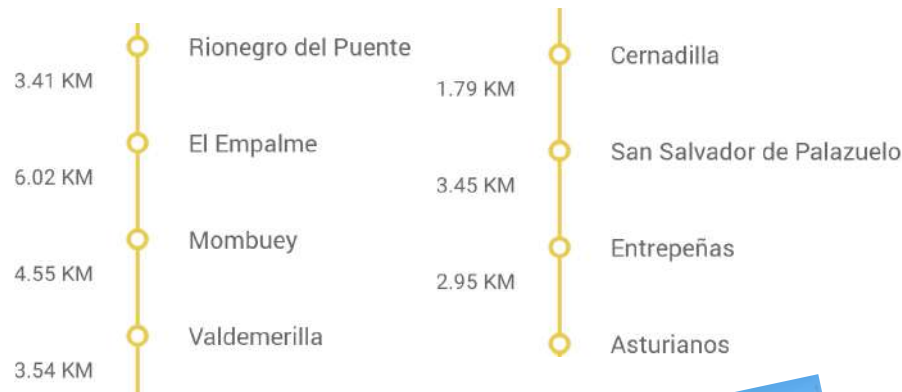 Rionegro del Puente
3.41 KM
El Empalme
6.02 KM
Mombuey
4.55 KM
Valdemerilla
3.54 KM
Cernadilla
1.79 KM
San Salvador de Palazuelo
3.45 KM
Entrepeñas
2.95 KM
Asturianos